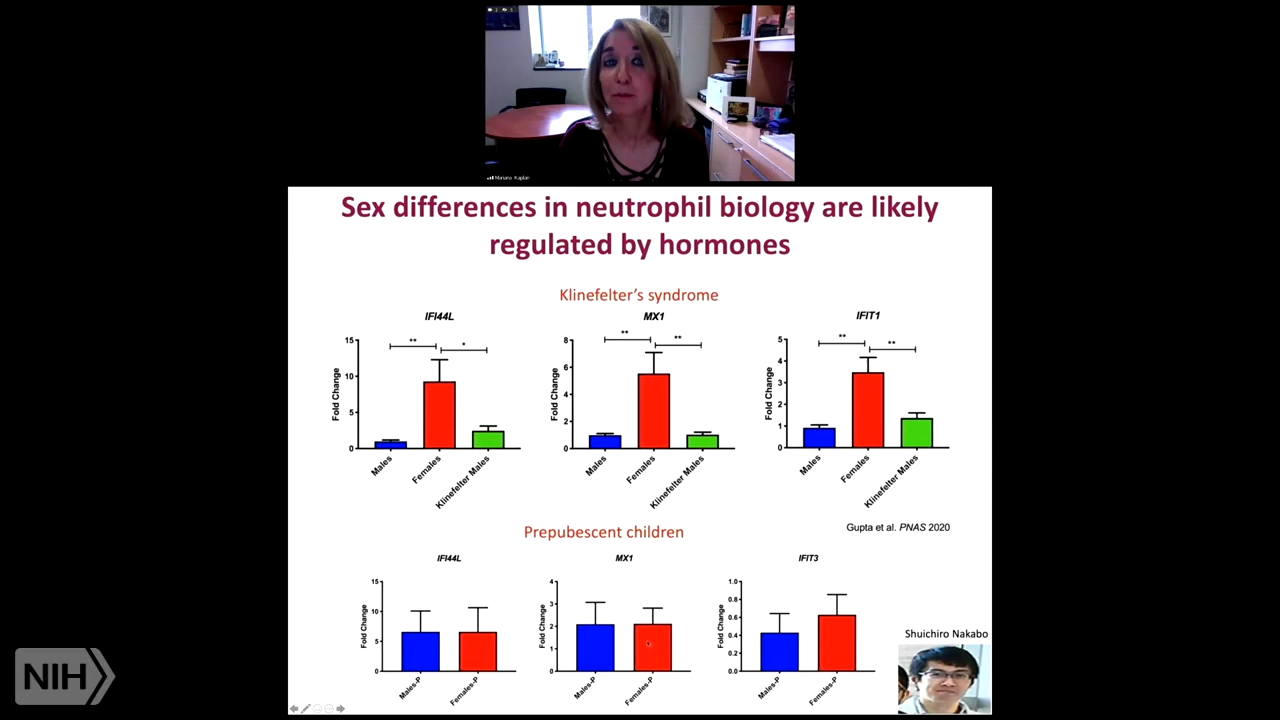 Mariana Kaplan
Sex differences in neutrophil biology are likely
regulated by hormones
Klinefelter's syndrome
IFI44L
MX1
IFIT1
15
10
5
0
Fold Change
**
*
Males
Females
Klinefelter Males
8
6
4
2
0
Fold Change
**
**
Males
Females
Klinefelter Males
5
4
3
2
1
0
Fold Change
**
**
Males
Females
Klinefelter Males
Gupta et al. PNAS 2020
Prepubescent children
IFI44L
MX1
IFIT3
15
10
5
0
Fold Change
Males-P
Females-P
4
3
2
1
0
Fold Change
Males-P
Females-P
1.0
0.8
0.6
0.4
0.2
0.0
Fold Change
Males-P
Females-P
Shuichiro Nakabo
NIH